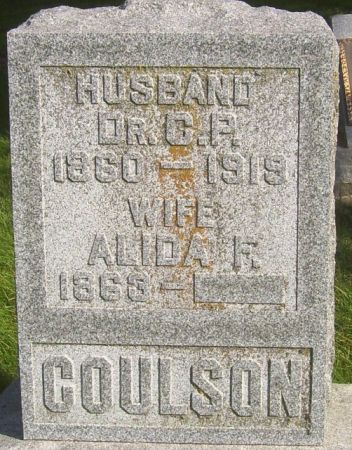 HUSBAND
DR. C. P.
1860 – 1919
WIFE
ALIDA F.
1863 –
COULSON